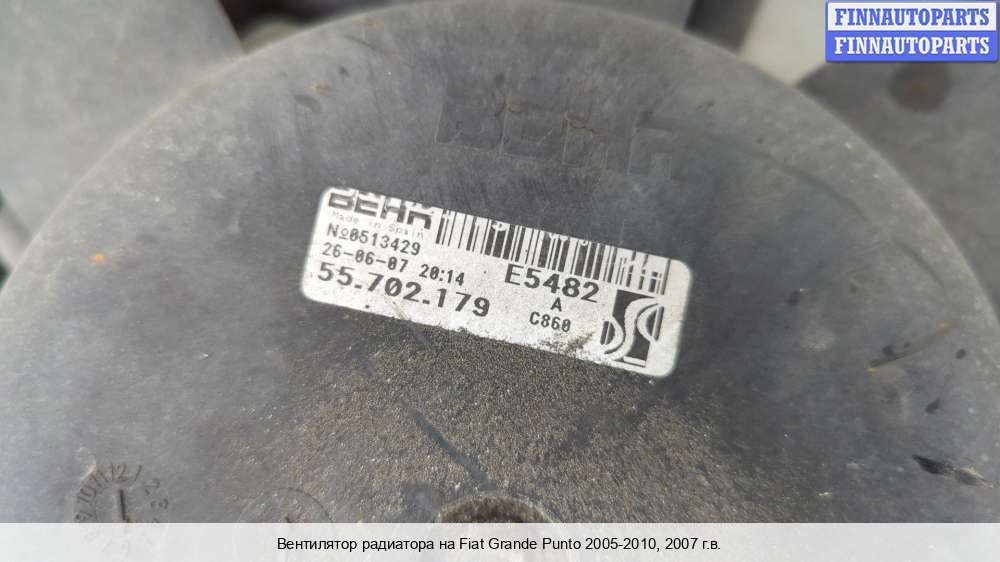 FINNAUTOPARTS
FINNAUTOPARTS
BEHR
Made in Spain
№0513429
26-06-07 20:14
55.702.179
E5482
A
C860
Вентилятор радиатора на Fiat Grande Punto 2005-2010, 2007 г.в.